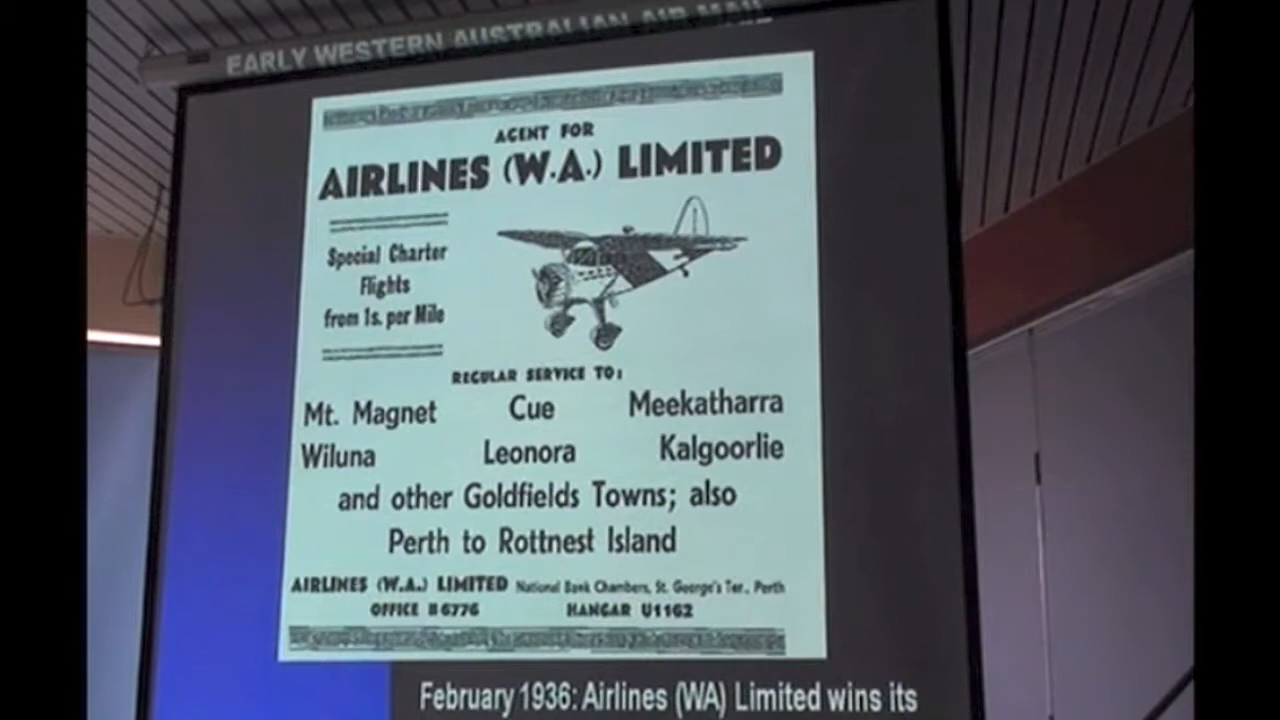 EARLY WESTERN AUSTRALIAN AIR MAIL
AGENT FOR
AIRLINES (W.A.) LIMITED
Special Charter
Flights
from 1s. per Mile
REGULAR SERVICE TO:
Mt. Magnet Cue Meekatharra
Wiluna Leonora Kalgoorlie
and other Goldfields Towns; also
Perth to Rottnest Island
AIRLINES (W.A.) LIMITED National Bank Chambers, St. George's Ter., Perth
OFFICE B6776 HANGAR U1162
February 1936: Airlines (WA) Limited wins its